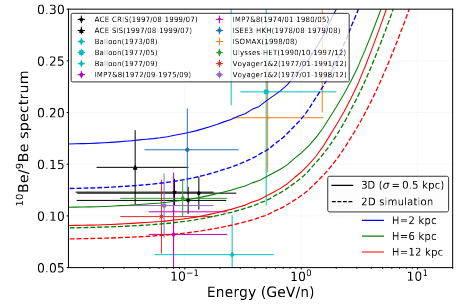 ACE CRIS(1997/08 1999/07)
ACE SIS(1997/08 1999/07)
Balloon(1973/08)
Balloon(1977/05)
Balloon(1977/09)
IMP7&8(1972/09-1975/09)
IMP7&8(1974/01 1980/05)
ISEE3 HKH(1978/08 1979/08)
ISOMAX(1998/08)
Ulysses-HET(1990/10-1997/12)
Voyager1&2(1977/01-1991/12)
Voyager1&2(1977/01-1998/12)
0.30
0.25
0.20
0.15
0.10
0.05
¹⁰Be/⁹Be spectrum
3D (σ = 0.5 kpc)
2D simulation
H=2 kpc
H=6 kpc
H=12 kpc
10⁻¹
10⁰
10¹
Energy (GeV/n)